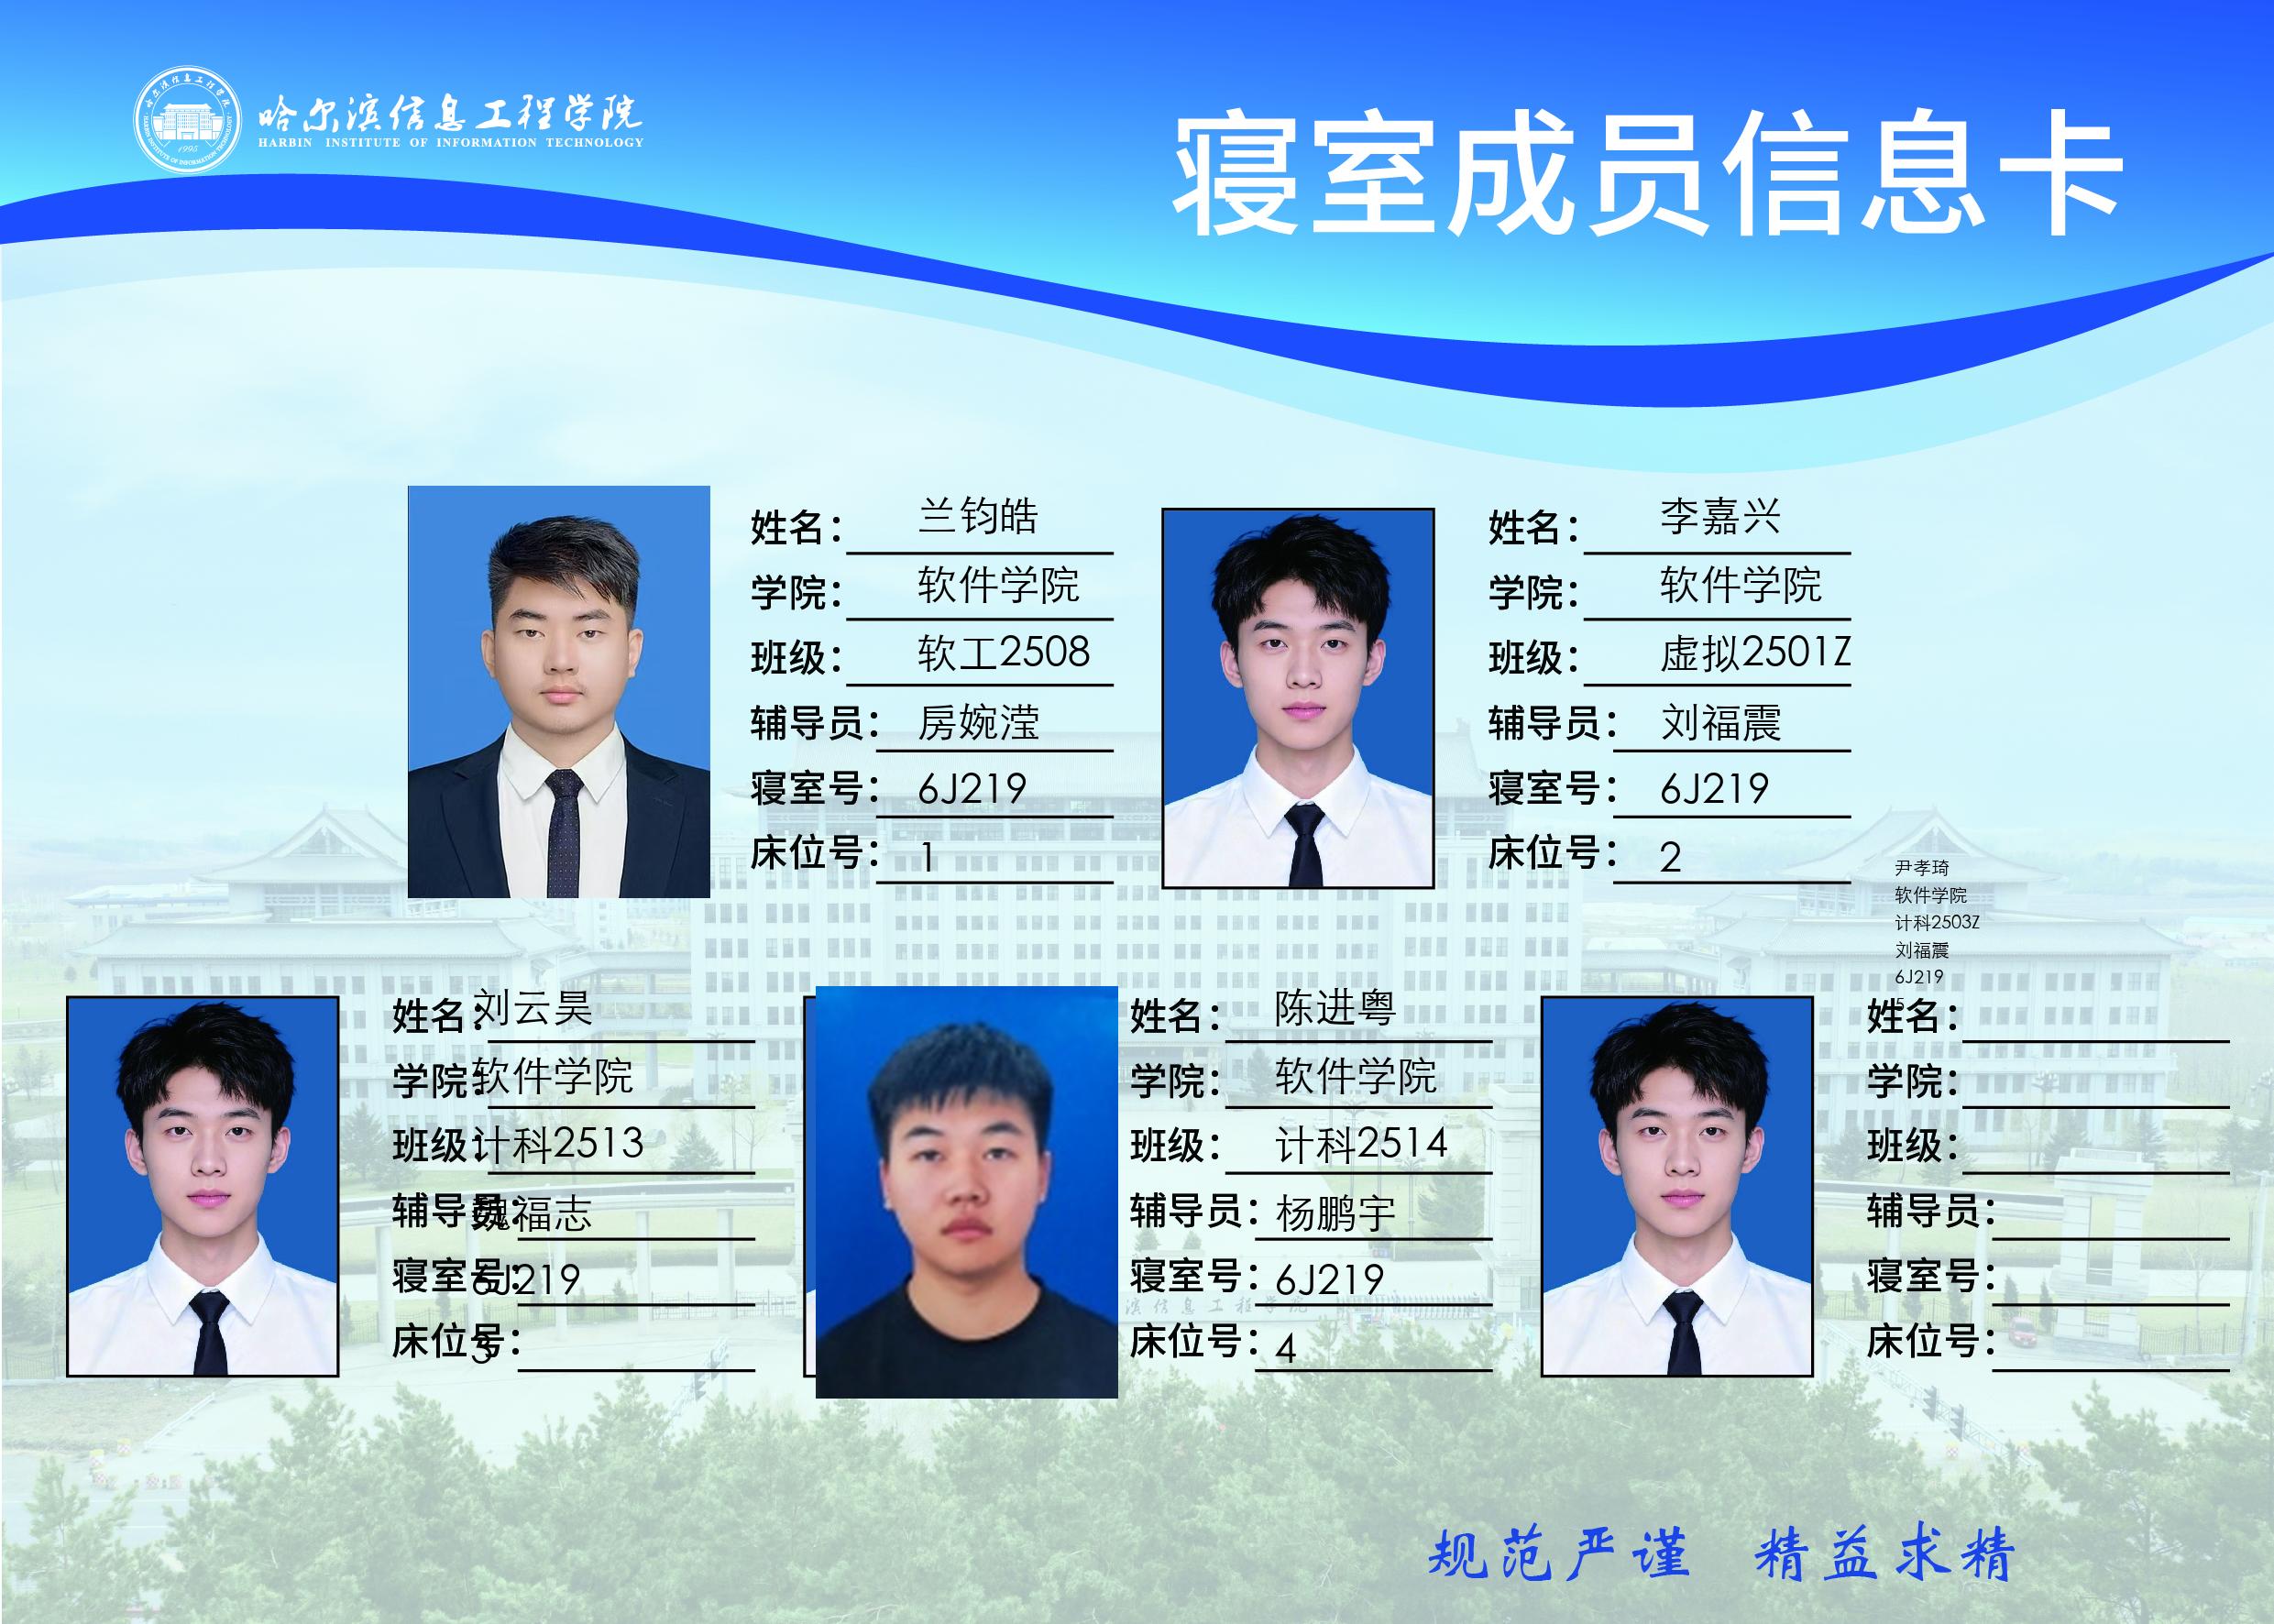 哈尔滨信息工程学院
HARBIN INSTITUTE OF INFORMATION TECHNOLOGY
1995
寝室成员信息卡
姓名：兰钧皓
学院：软件学院
班级：软工2508
辅导员：房婉滢
寝室号：6J219
床位号：1
姓名：李嘉兴
学院：软件学院
班级：虚拟2501Z
辅导员：刘福震
寝室号：6J219
床位号：2
尹孝琦
软件学院
计科2503Z
刘福震
6J219
5
姓名：刘云昊
学院：软件学院
班级：计科2513
辅导员：魏福志
寝室号：6J219
床位号：3
姓名：陈进粤
学院：软件学院
班级：计科2514
辅导员：杨鹏宇
寝室号：6J219
床位号：4
姓名：
学院：
班级：
辅导员：
寝室号：
床位号：
规范严谨 精益求精